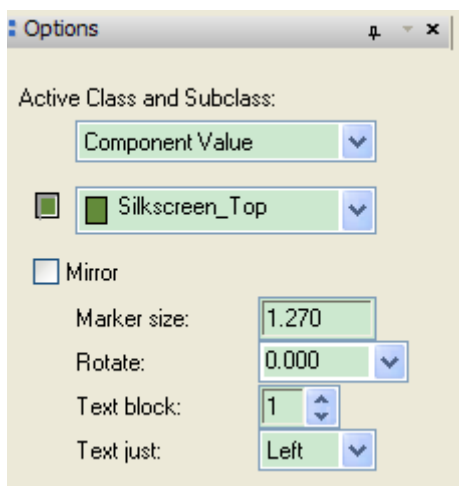 Options
Active Class and Subclass:
Component Value
Silkscreen_Top
Mirror
Marker size: 1.270
Rotate: 0.000
Text block: 1
Text just: Left